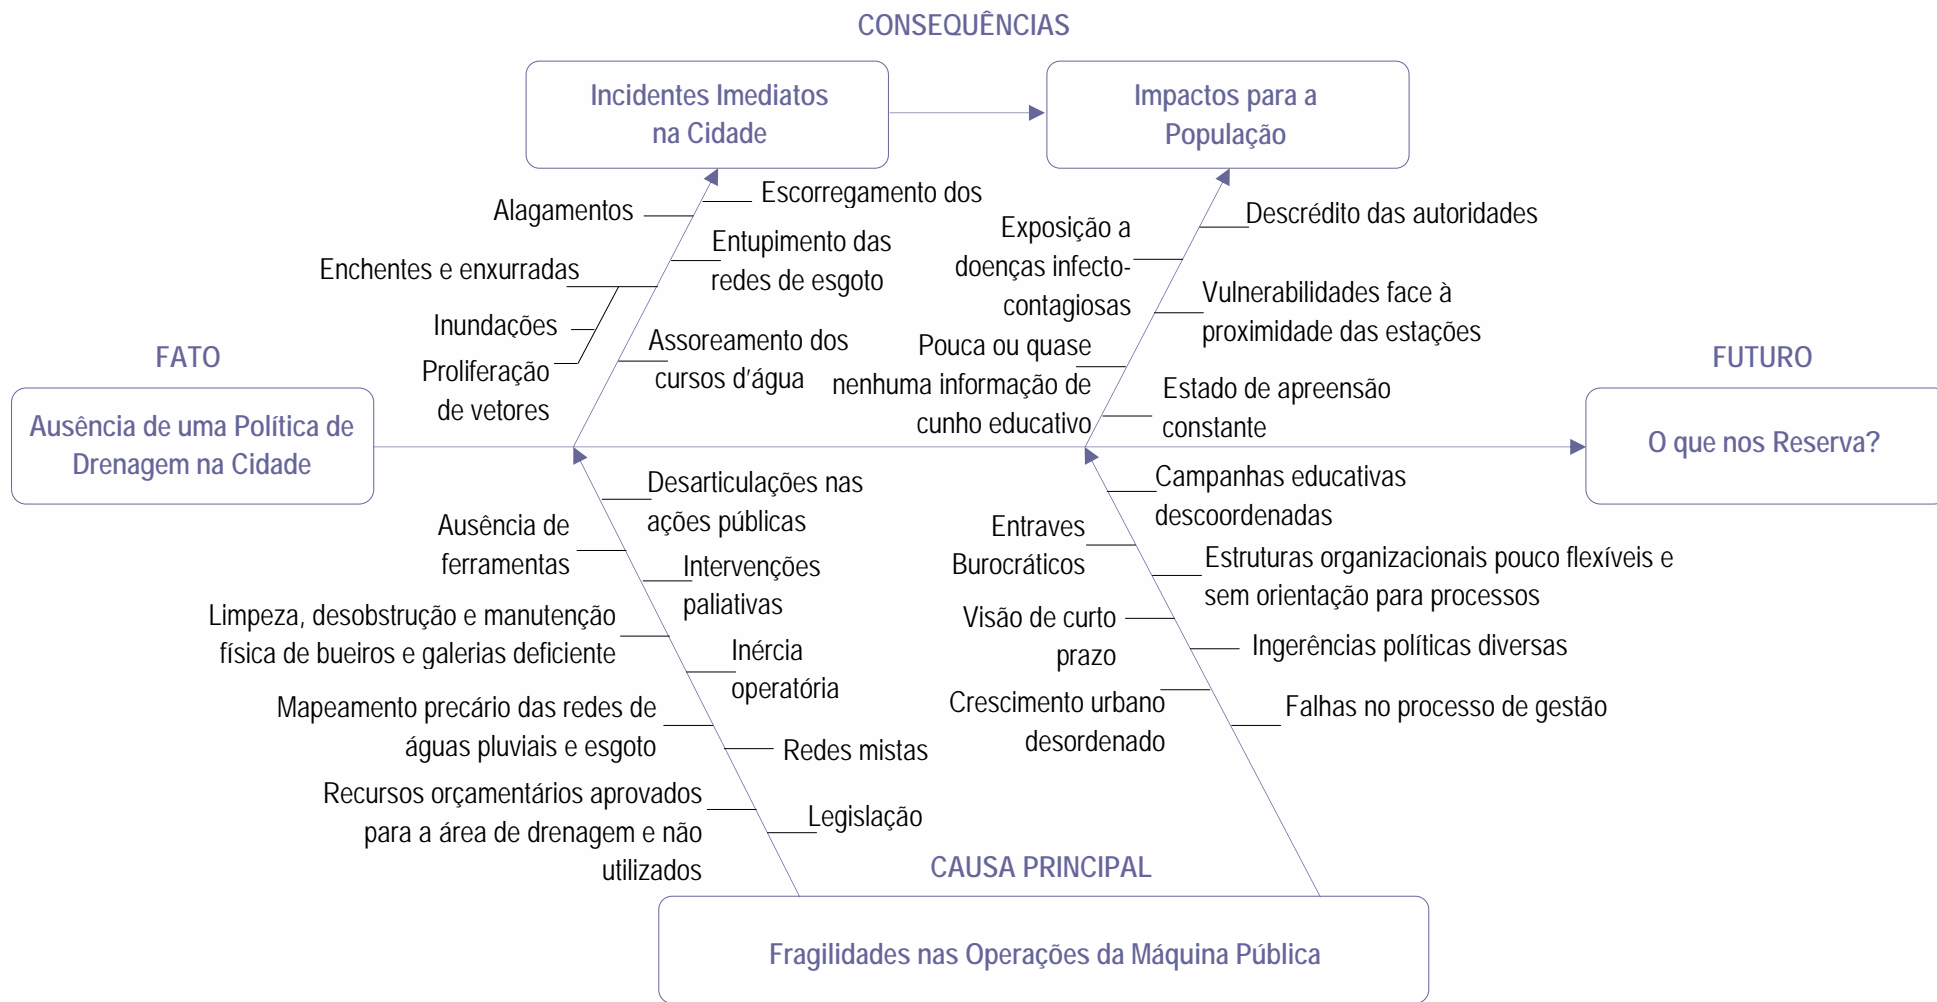 CONSEQUÊNCIAS
Incidentes Imediatos
na Cidade
Impactos para a
População
Alagamentos
Escorregamento dos
Enchentes e enxurradas
Entupimento das
redes de esgoto
Inundações
Proliferação
de vetores
Assoreamento dos
cursos d'água
Exposição a
doenças infecto-
contagiosas
Descrédito das autoridades
Pouca ou quase
nenhuma informação de
cunho educativo
Vulnerabilidades face à
proximidade das estações
Estado de apreensão
constante
FATO
Ausência de uma Política de
Drenagem na Cidade
FUTURO
O que nos Reserva?
Desarticulações nas
ações públicas
Ausência de
ferramentas
Intervenções
paliativas
Limpeza, desobstrução e manutenção
física de bueiros e galerias deficiente
Inércia
operatória
Mapeamento precário das redes de
águas pluviais e esgoto
Redes mistas
Recursos orçamentários aprovados
para a área de drenagem e não
utilizados
Legislação
Campanhas educativas
descoordenadas
Entraves
Burocráticos
Estruturas organizacionais pouco flexíveis e
sem orientação para processos
Visão de curto
prazo
Ingerências políticas diversas
Crescimento urbano
desordenado
Falhas no processo de gestão
CAUSA PRINCIPAL
Fragilidades nas Operações da Máquina Pública